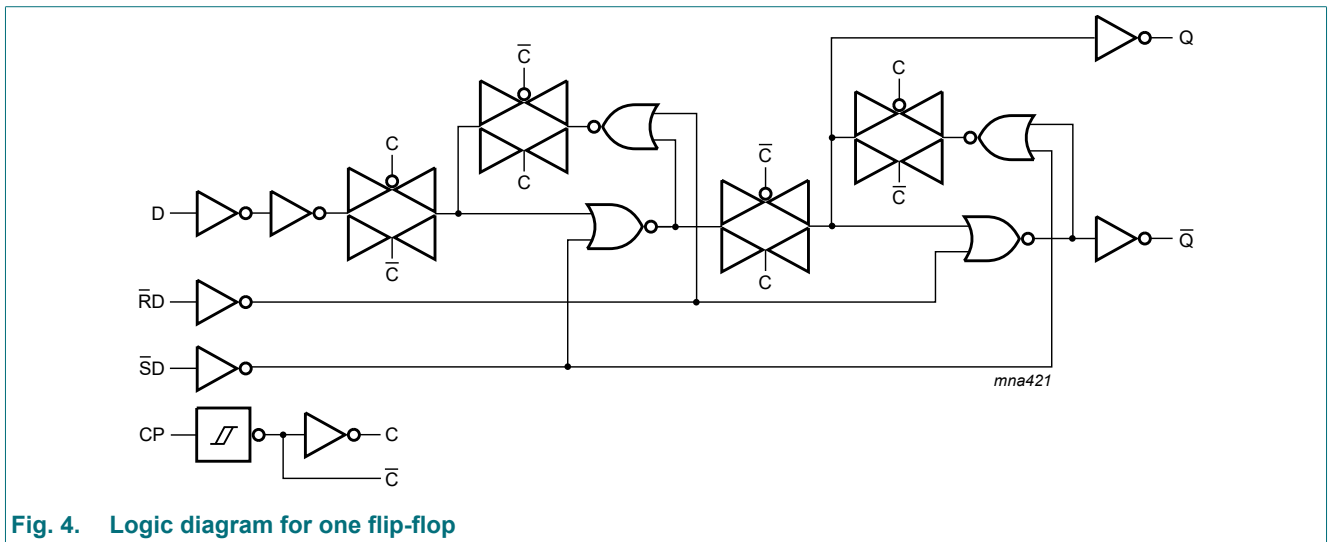 Q
C̅
C
C
C̅
C
D
C̅
C
C̅
Q̅
C
R̅D
S̅D
mna421
CP
C
C̅
Fig. 4. Logic diagram for one flip-flop